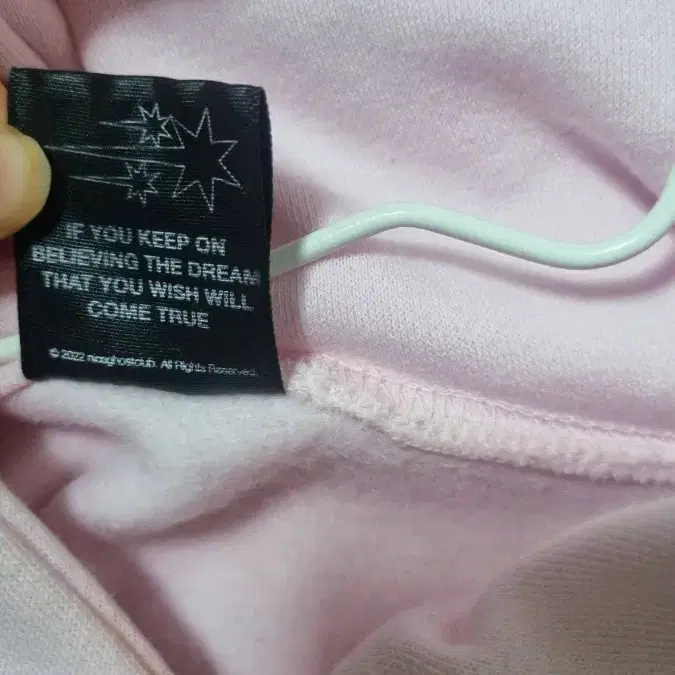 IF YOU KEEP ON
BELIEVING THE DREAM
THAT YOU WISH WILL
COME TRUE
© 2022 niceghostclub. All Rights Reserved.